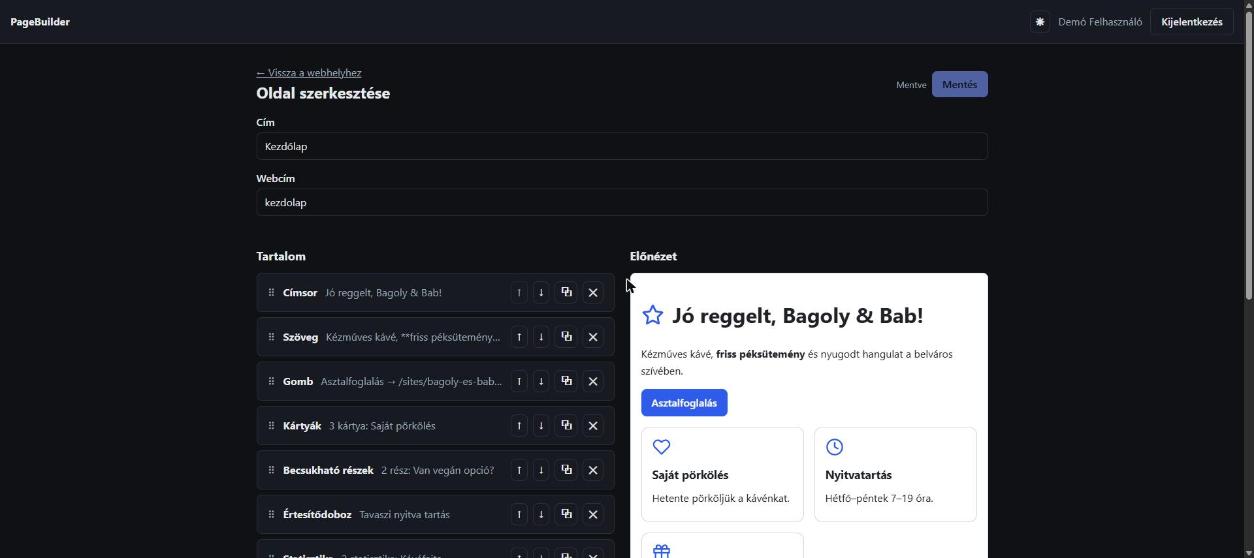 PageBuilder
Demó Felhasználó
Kijelentkezés
← Vissza a webhelyhez
Oldal szerkesztése
Mentve
Mentés
Cím
Kezdőlap
Webcím
kezdolap
Tartalom
Címsor Jó reggelt, Bagoly & Bab!
Szöveg Kézműves kávé, **friss péksütemény...
Gomb Asztalfoglalás → /sites/bagoly-es-bab...
Kártyák 3 kártya: Saját pörkölés
Becsukható részek 2 rész: Van vegán opció?
Értesítődoboz Tavaszi nyitva tartás
Előnézet
Jó reggelt, Bagoly & Bab!
Kézműves kávé, friss péksütemény és nyugodt hangulat a belváros
szívében.
Asztalfoglalás
Saját pörkölés
Hetente pörköljük a kávénkat.
Nyitvatartás
Hétfő–péntek 7–19 óra.